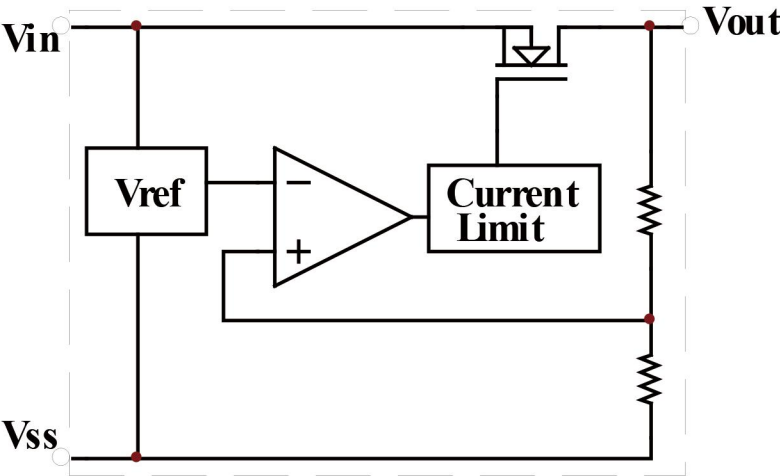 Vin
Vout
Vref
−
+
Current
Limit
Vss